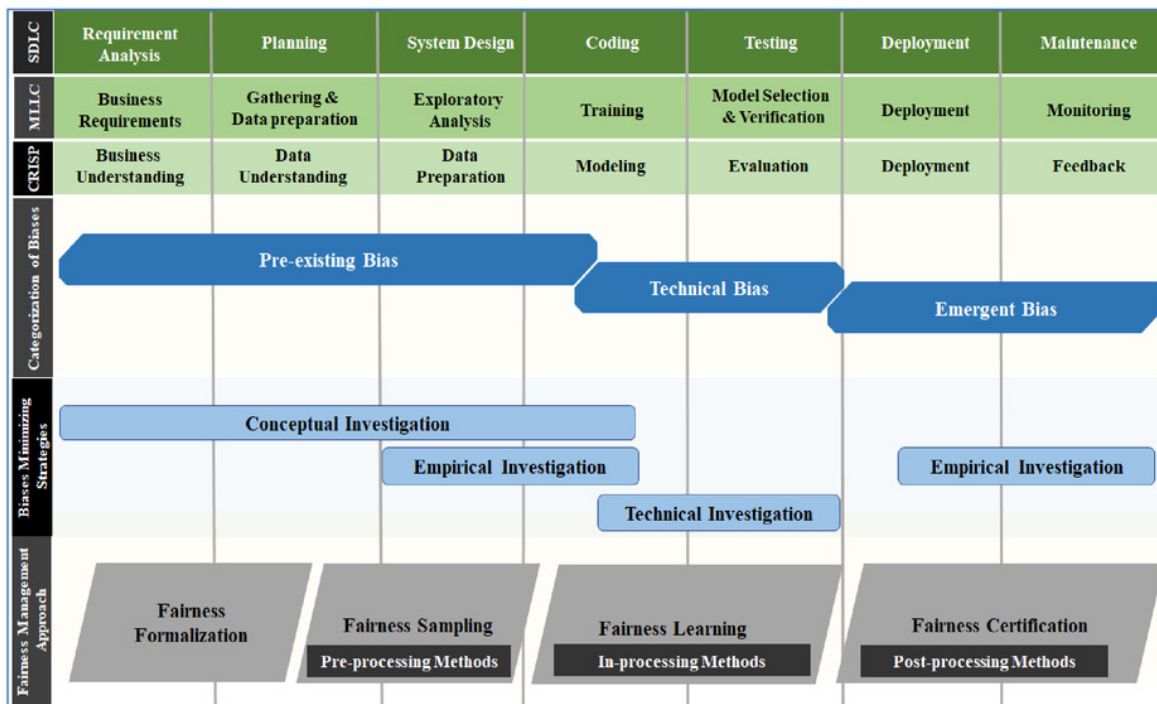 SDLC
Requirement
Analysis
Planning
System Design
Coding
Testing
Deployment
Maintenance
MLLC
Business
Requirements
Gathering &
Data preparation
Exploratory
Analysis
Training
Model Selection
& Verification
Deployment
Monitoring
CRISP
Business
Understanding
Data
Understanding
Data
Preparation
Modeling
Evaluation
Deployment
Feedback
Categorization of Biases
Pre-existing Bias
Technical Bias
Emergent Bias
Biases Minimizing
Strategies
Conceptual Investigation
Empirical Investigation
Empirical Investigation
Technical Investigation
Fairness Management
Approach
Fairness
Formalization
Fairness Sampling
Pre-processing Methods
Fairness Learning
In-processing Methods
Fairness Certification
Post-processing Methods